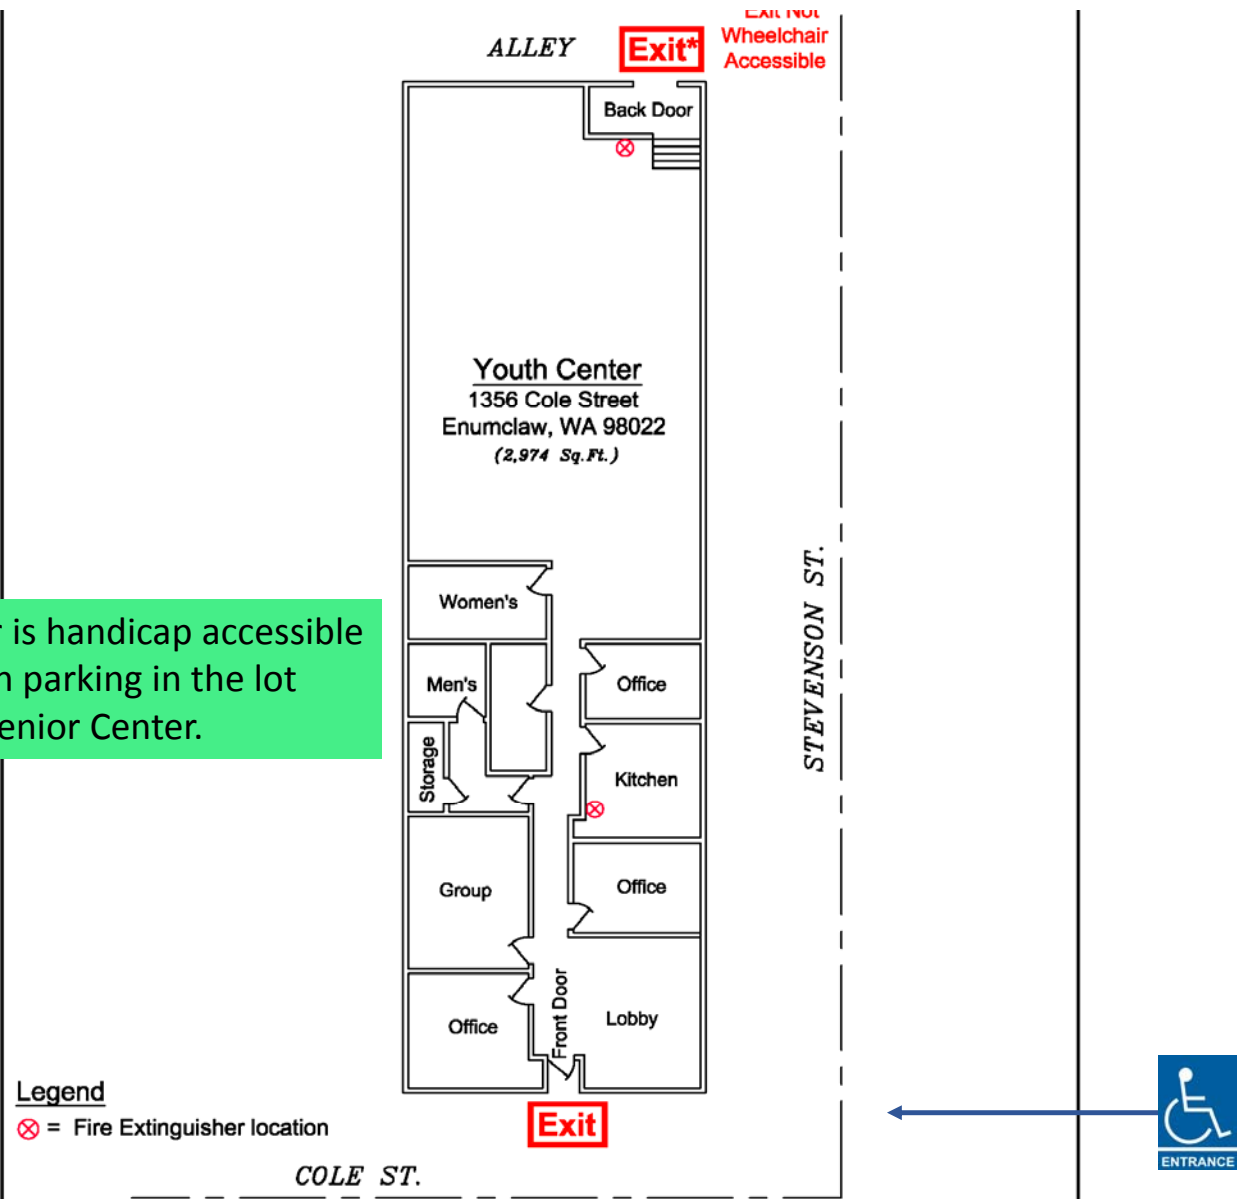 Exit Not
Wheelchair
Accessible
ALLEY
Exit*
Back Door
Youth Center
1356 Cole Street
Enumclaw, WA 98022
(2,974 Sq.Ft.)
STEVENSON ST.
Women's
is handicap accessible
parking in the lot
enior Center.
Men's
Office
Storage
Kitchen
Group
Office
Office
Front Door
Lobby
Legend
= Fire Extinguisher location
Exit
COLE ST.
ENTRANCE